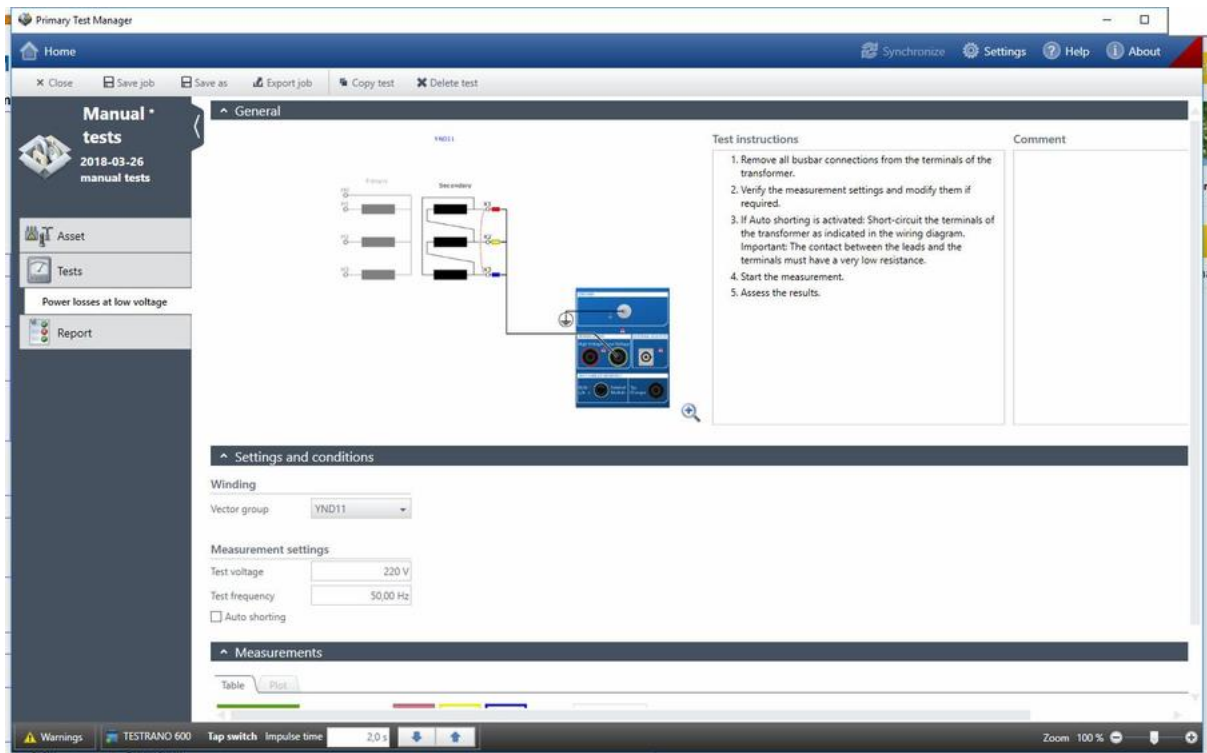 Primary Test Manager
Home
Synchronize Settings Help About
Close Save job Save as Export job Copy test Delete test
Manual *
tests
2018-03-26
manual tests
Asset
Tests
Power losses at low voltage
Report
General
YND11
Secondary
X1
X2
X3
Test instructions
1. Remove all busbar connections from the terminals of the
transformer.
2. Verify the measurement settings and modify them if
required.
3. If Auto shorting is activated: Short-circuit the terminals of
the transformer as indicated in the wiring diagram.
Important: The contact between the leads and the
terminals must have a very low resistance.
4. Start the measurement.
5. Assess the results.
Comment
Settings and conditions
Winding
Vector group YND11
Measurement settings
Test voltage 220 V
Test frequency 50,00 Hz
Auto shorting
Measurements
Table Plot
Warnings TESTRANO 600 Tap switch Impulse time 2,0 s Zoom 100 %